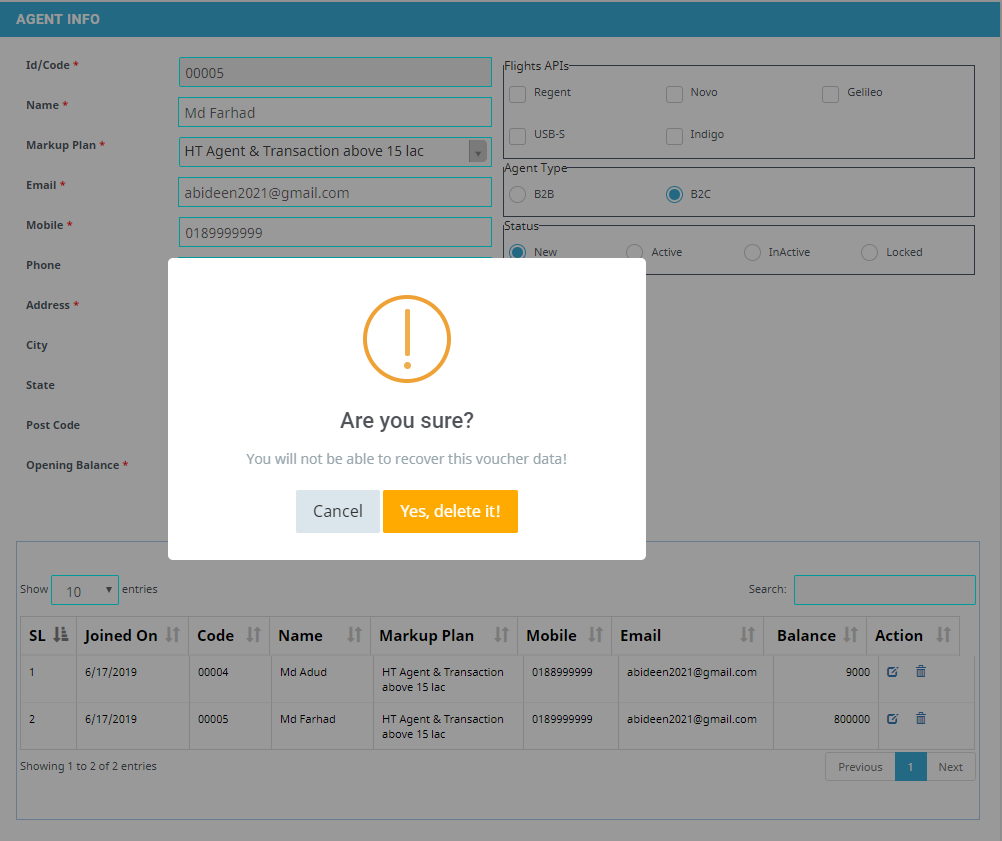 AGENT INFO
Id/Code * 00005
Name * Md Farhad
Markup Plan * HT Agent & Transaction above 15 lac
Email * abideen2021@gmail.com
Mobile * 0189999999
Phone
Address *
City
State
Post Code
Opening Balance *
Flights APIs
Regent Novo Gelileo
USB-S Indigo
Agent Type
B2B B2C
Status
New Active InActive Locked
Are you sure?
You will not be able to recover this voucher data!
Cancel Yes, delete it!
Show 10 entries Search:
SL Joined On Code Name Markup Plan Mobile Email Balance Action
1 6/17/2019 00004 Md Adud HT Agent & Transaction 0188999999 abideen2021@gmail.com 9000
above 15 lac
2 6/17/2019 00005 Md Farhad HT Agent & Transaction 0189999999 abideen2021@gmail.com 800000
above 15 lac
Showing 1 to 2 of 2 entries Previous 1 Next